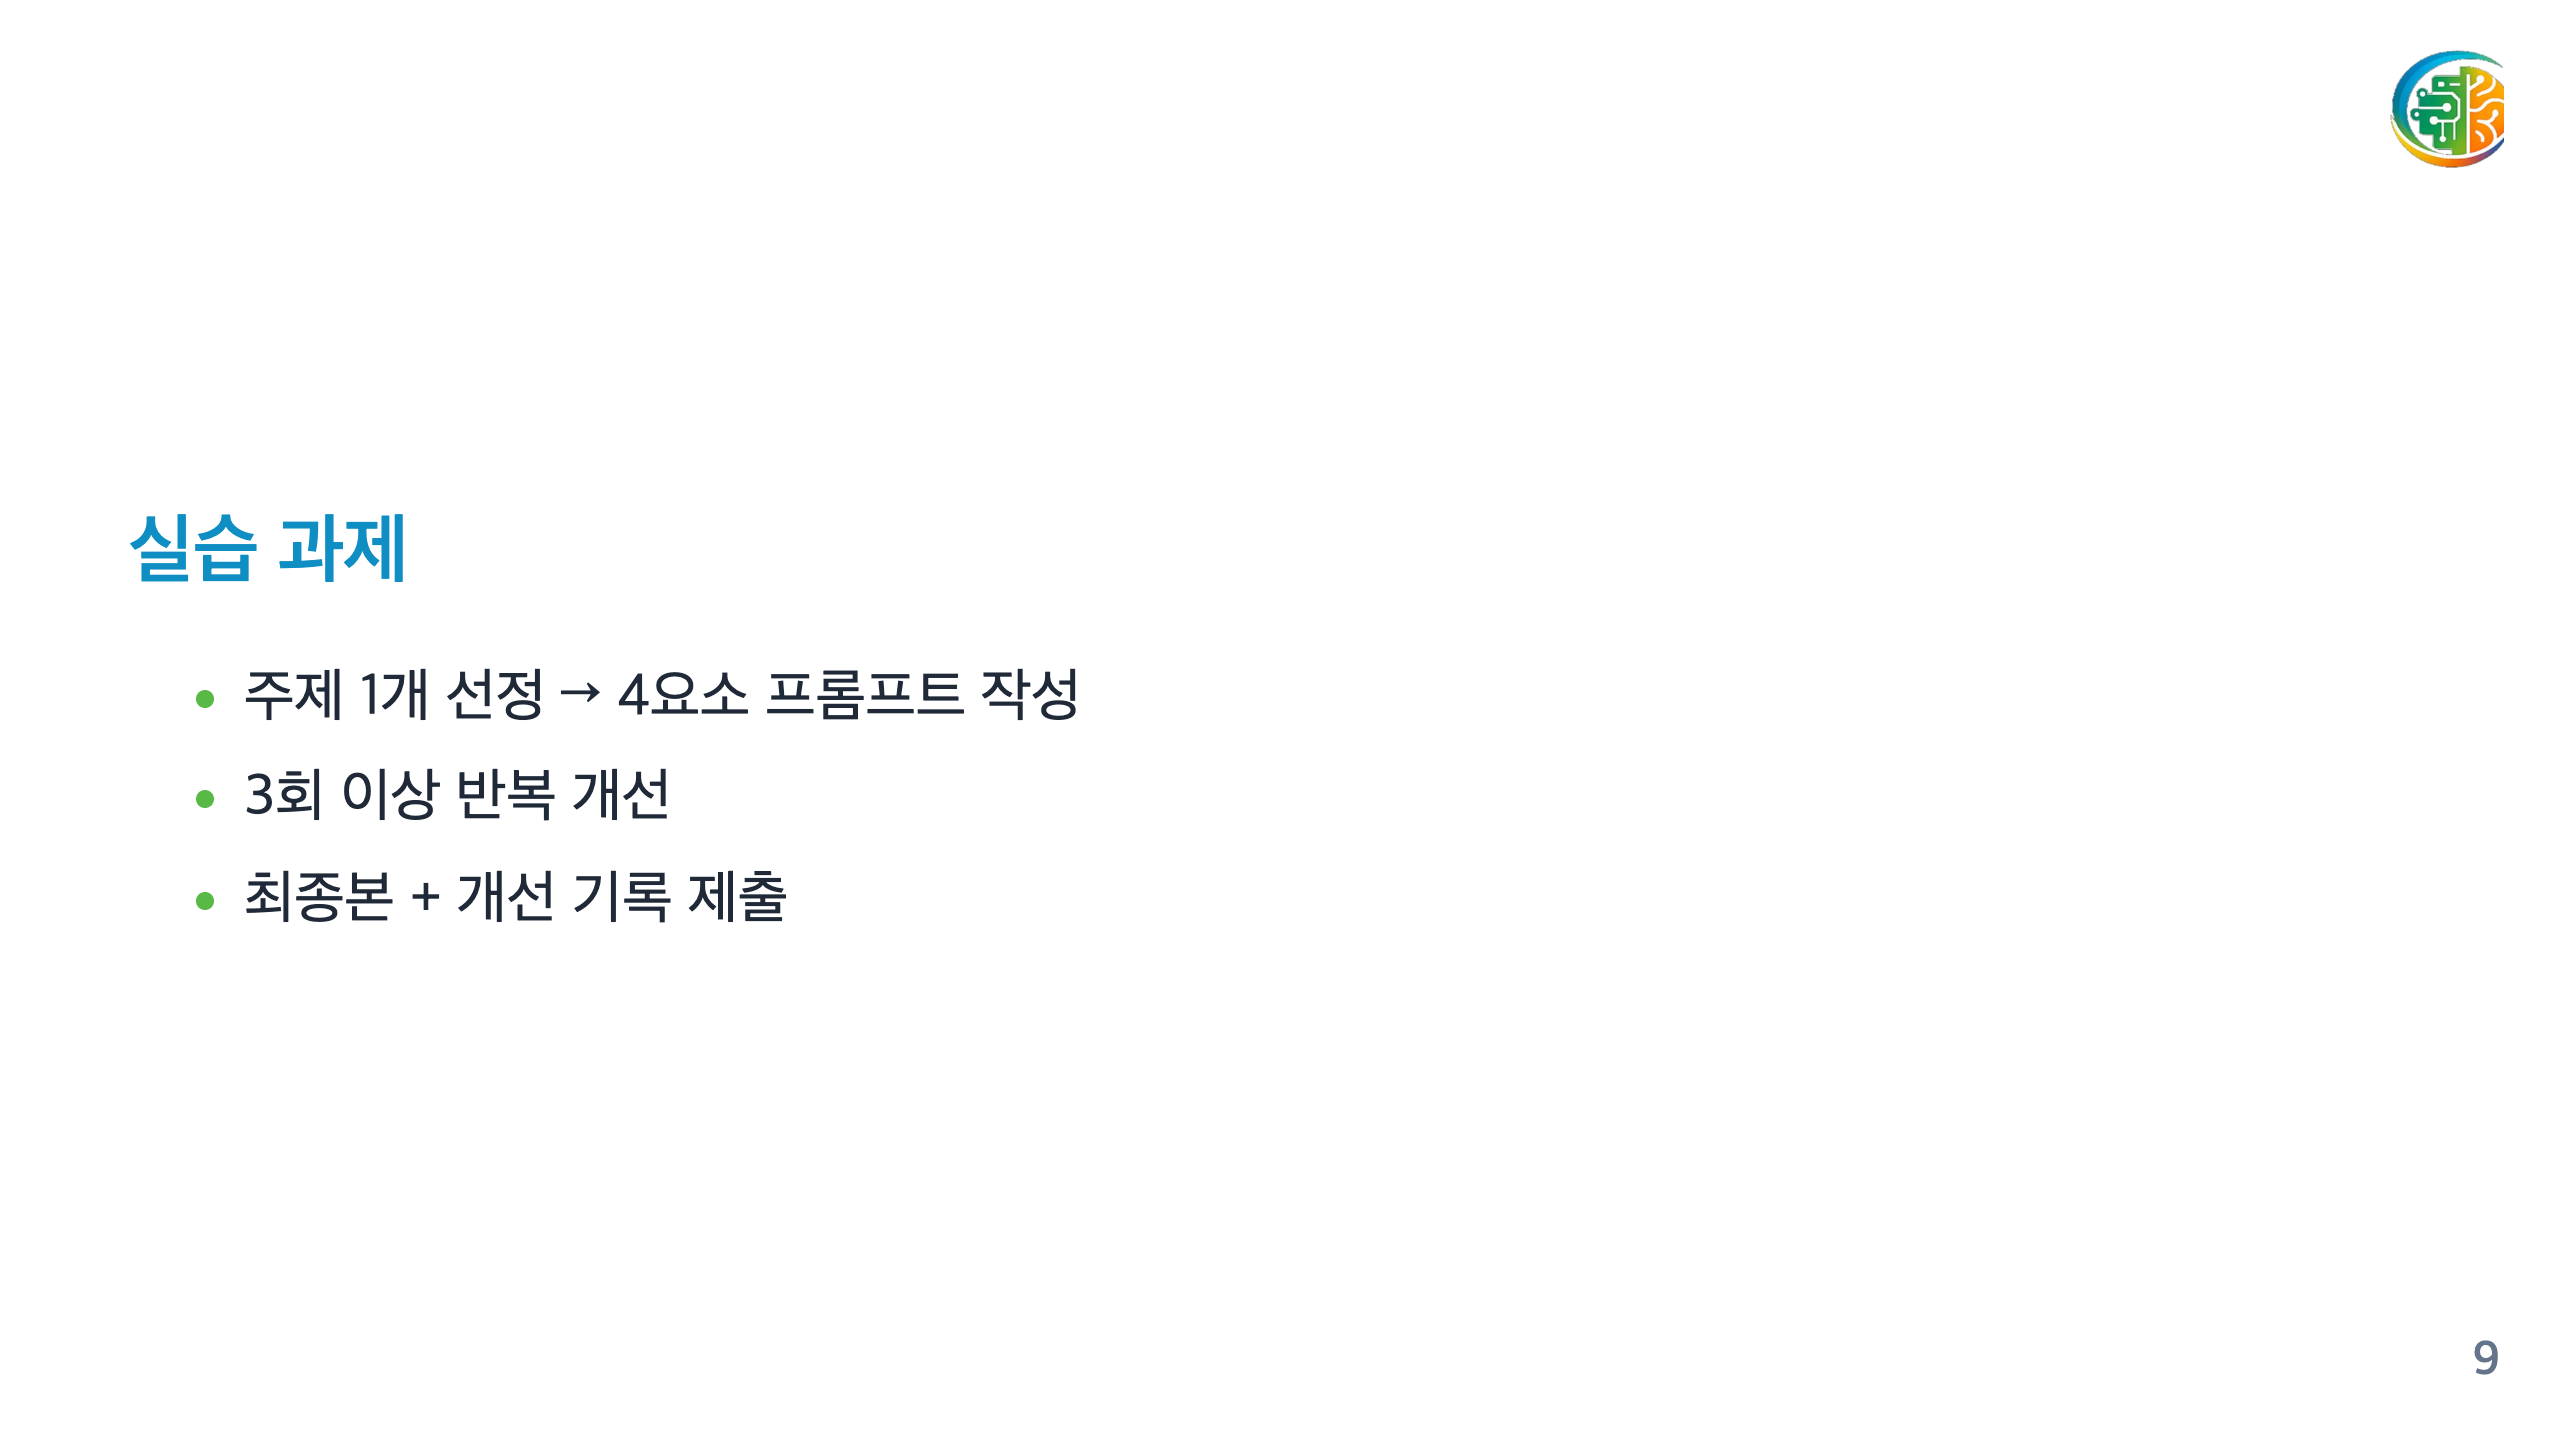 실습 과제
• 주제 1개 선정 → 4요소 프롬프트 작성
• 3회 이상 반복 개선
• 최종본 + 개선 기록 제출
9